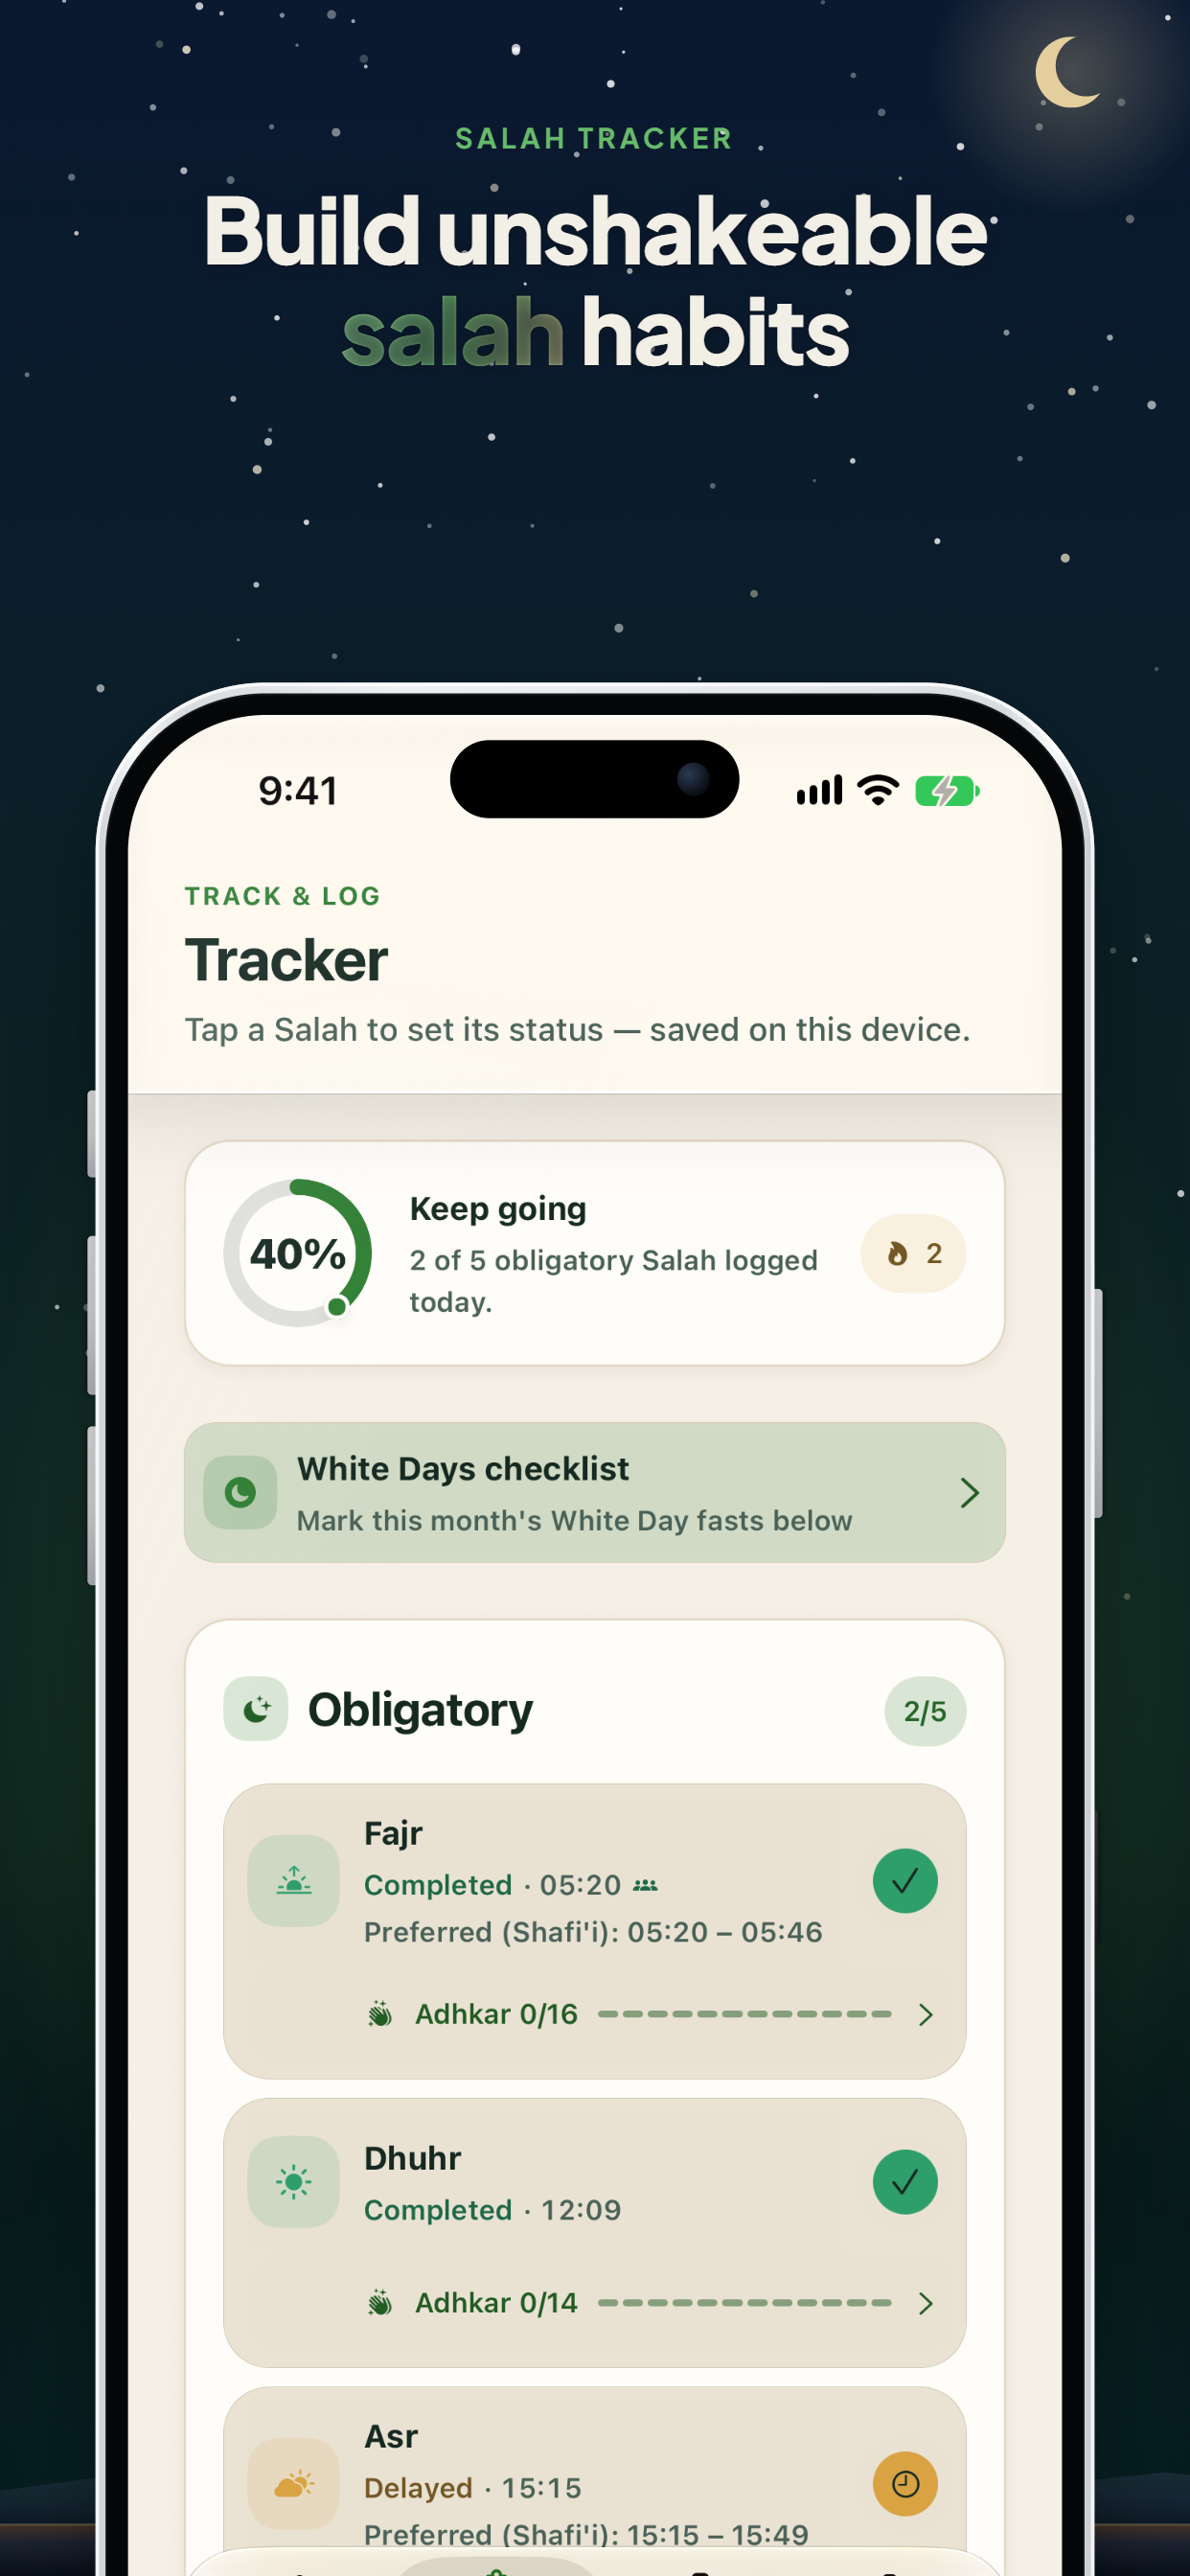 SALAH TRACKER
Build unshakeable
salah habits
9:41
TRACK & LOG
Tracker
Tap a Salah to set its status — saved on this device.
40%
Keep going
2 of 5 obligatory Salah logged
today.
2
White Days checklist
Mark this month's White Day fasts below
Obligatory
2/5
Fajr
Completed · 05:20
Preferred (Shafi'i): 05:20 – 05:46
Adhkar 0/16
Dhuhr
Completed · 12:09
Adhkar 0/14
Asr
Delayed · 15:15
Preferred (Shafi'i): 15:15 – 15:49